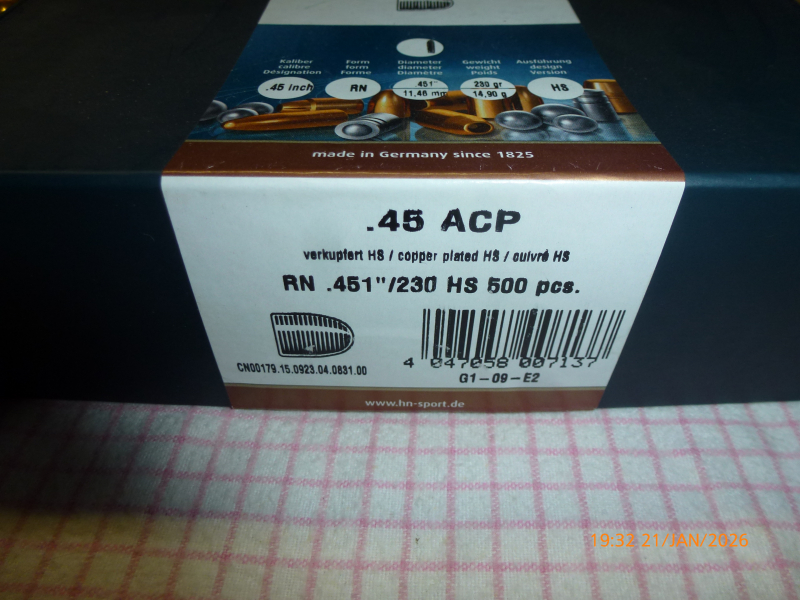 Kaliber Form Diameter Gewicht Ausführung
calibre form diameter weight design
Désignation Forme Diamètre Poids Version
.45 inch RN .451" 230 gr HS
11,46 mm 14,90 g
made in Germany since 1825
.45 ACP
verkupfert HS / copper plated HS / cuivré HS
RN .451"/230 HS 500 pcs.
4 047058 007137
CN00179.15.0923.04.0831.00
G1-09-E2
www.hn-sport.de
19:32 21/JAN/2026